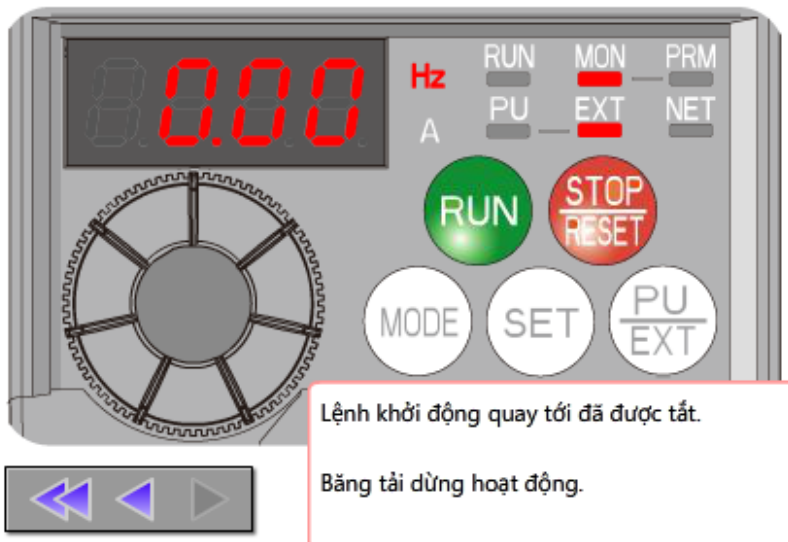 0.00
Hz
A
RUN MON PRM
PU EXT NET
RUN
STOP
RESET
MODE
SET
PU
EXT
Lệnh khởi động quay tới đã được tắt.
Băng tải dừng hoạt động.